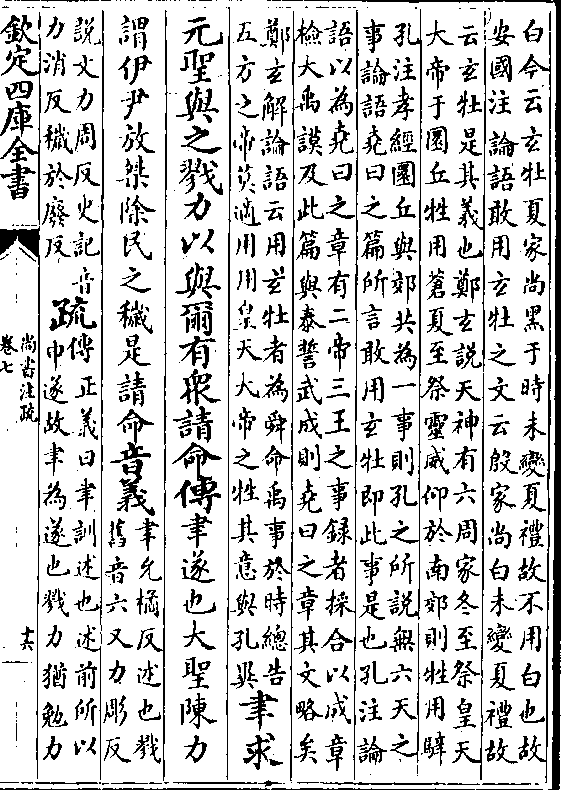 白今云玄牡夏家尚黑于時未變夏禮故不用白也故
安國注論語敢用玄牡之文云殷家尚白未變夏禮故
云玄牡是其義也鄭玄說天神有六周家冬至祭皇天
大帝于圜丘牲用蒼夏至祭靈威仰於南郊則牲用騂
孔注孝經圜丘與郊共為一事則孔之所說無六天之
事論語堯曰之篇所言敢用玄牡即此事是也孔注論
語以為堯曰之章有二帝三王之事録者採合以成章
檢大禹謨及此篇與泰誓武成則堯曰之章其文略矣
鄭玄解論語云用玄牡者為舜命禹事於時總告
五方之帝莫適用用皇天大帝之牲其意與孔異
聿求
元聖與之戮力以與爾有眾請命傳聿遂也大聖陳力
謂伊尹放桀除民之穢是請命音義
聿允橘反述也戮
舊音六又力彫反
說文力周反史記音
力消反穢於廢反
疏
傳正義曰聿訓述也述前所以
申遂故聿為遂也戮力猶勉力
欽定四庫全書
尚書注疏
卷七
十六